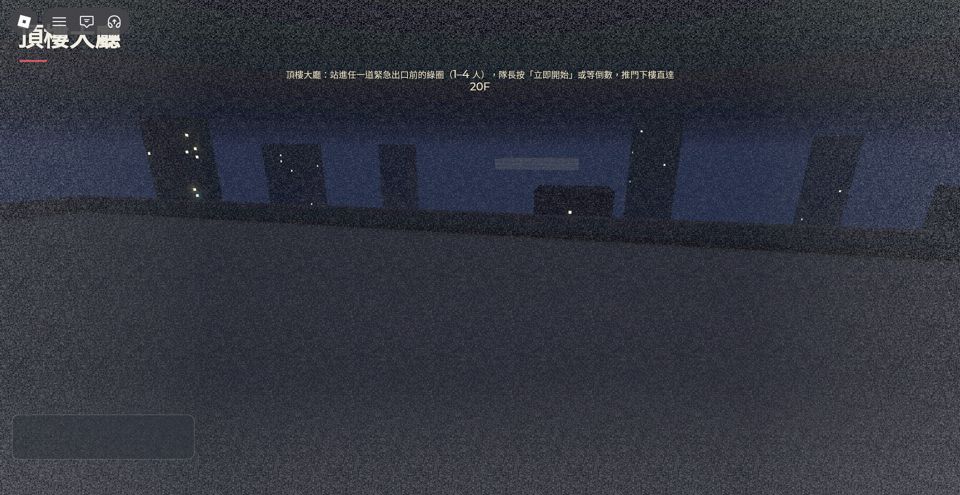 頂樓大廳
頂樓大廳：站進任一道緊急出口前的綠圈（1–4 人），隊長按「立即開始」或等倒數，推門下樓直達
20F